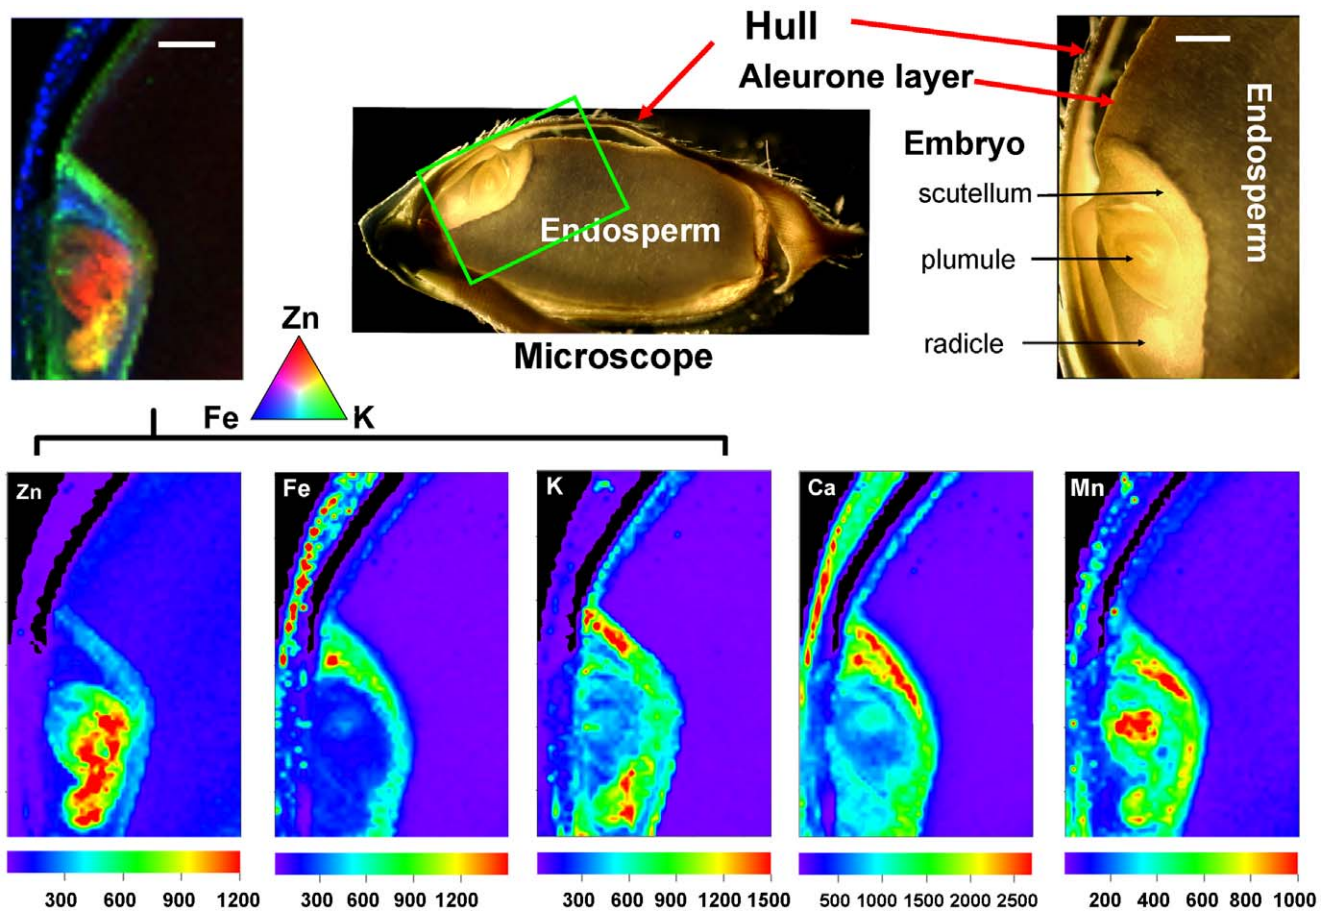 Hull
Aleurone layer
Embryo
scutellum
plumule
radicle
Endosperm
Endosperm
Microscope
Zn
Fe
K
Zn
Fe
K
Ca
Mn
300 600 900 1200
300 600 900 1200
300 600 900 1200 1500
500 1000 1500 2000 2500
200 400 600 800 1000